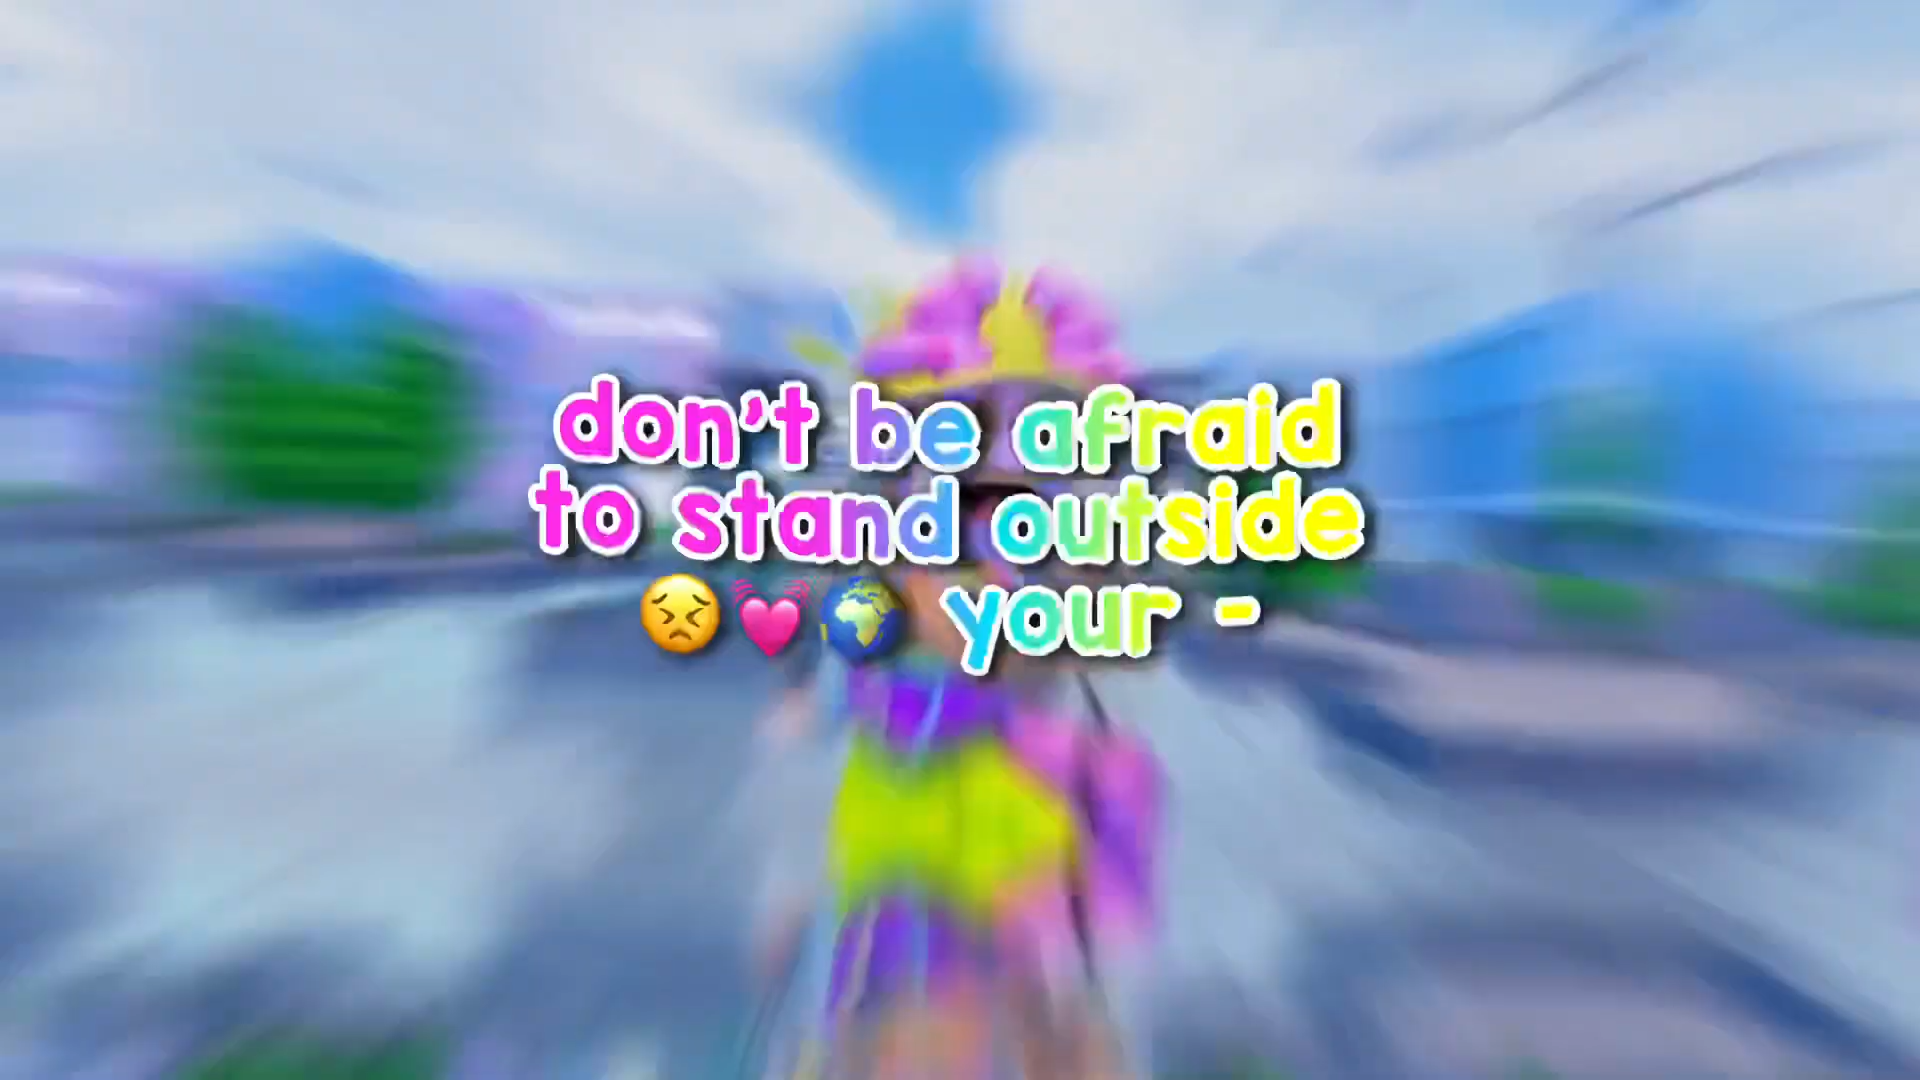 don't be afraid
to stand outside
😣💓🌍 your -